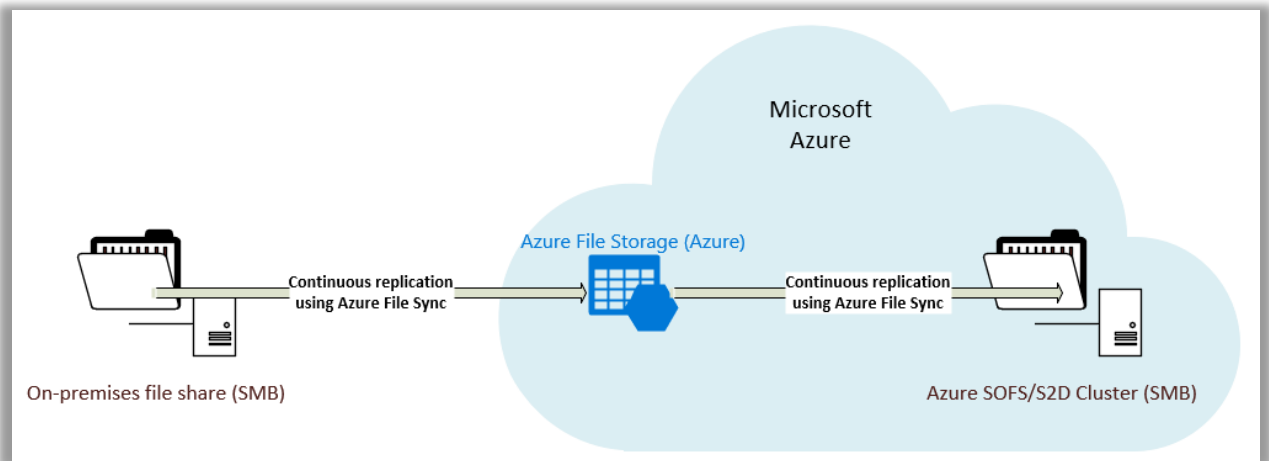 Microsoft
Azure
Azure File Storage (Azure)
Continuous replication
using Azure File Sync
Continuous replication
using Azure File Sync
On-premises file share (SMB)
Azure SOFS/S2D Cluster (SMB)